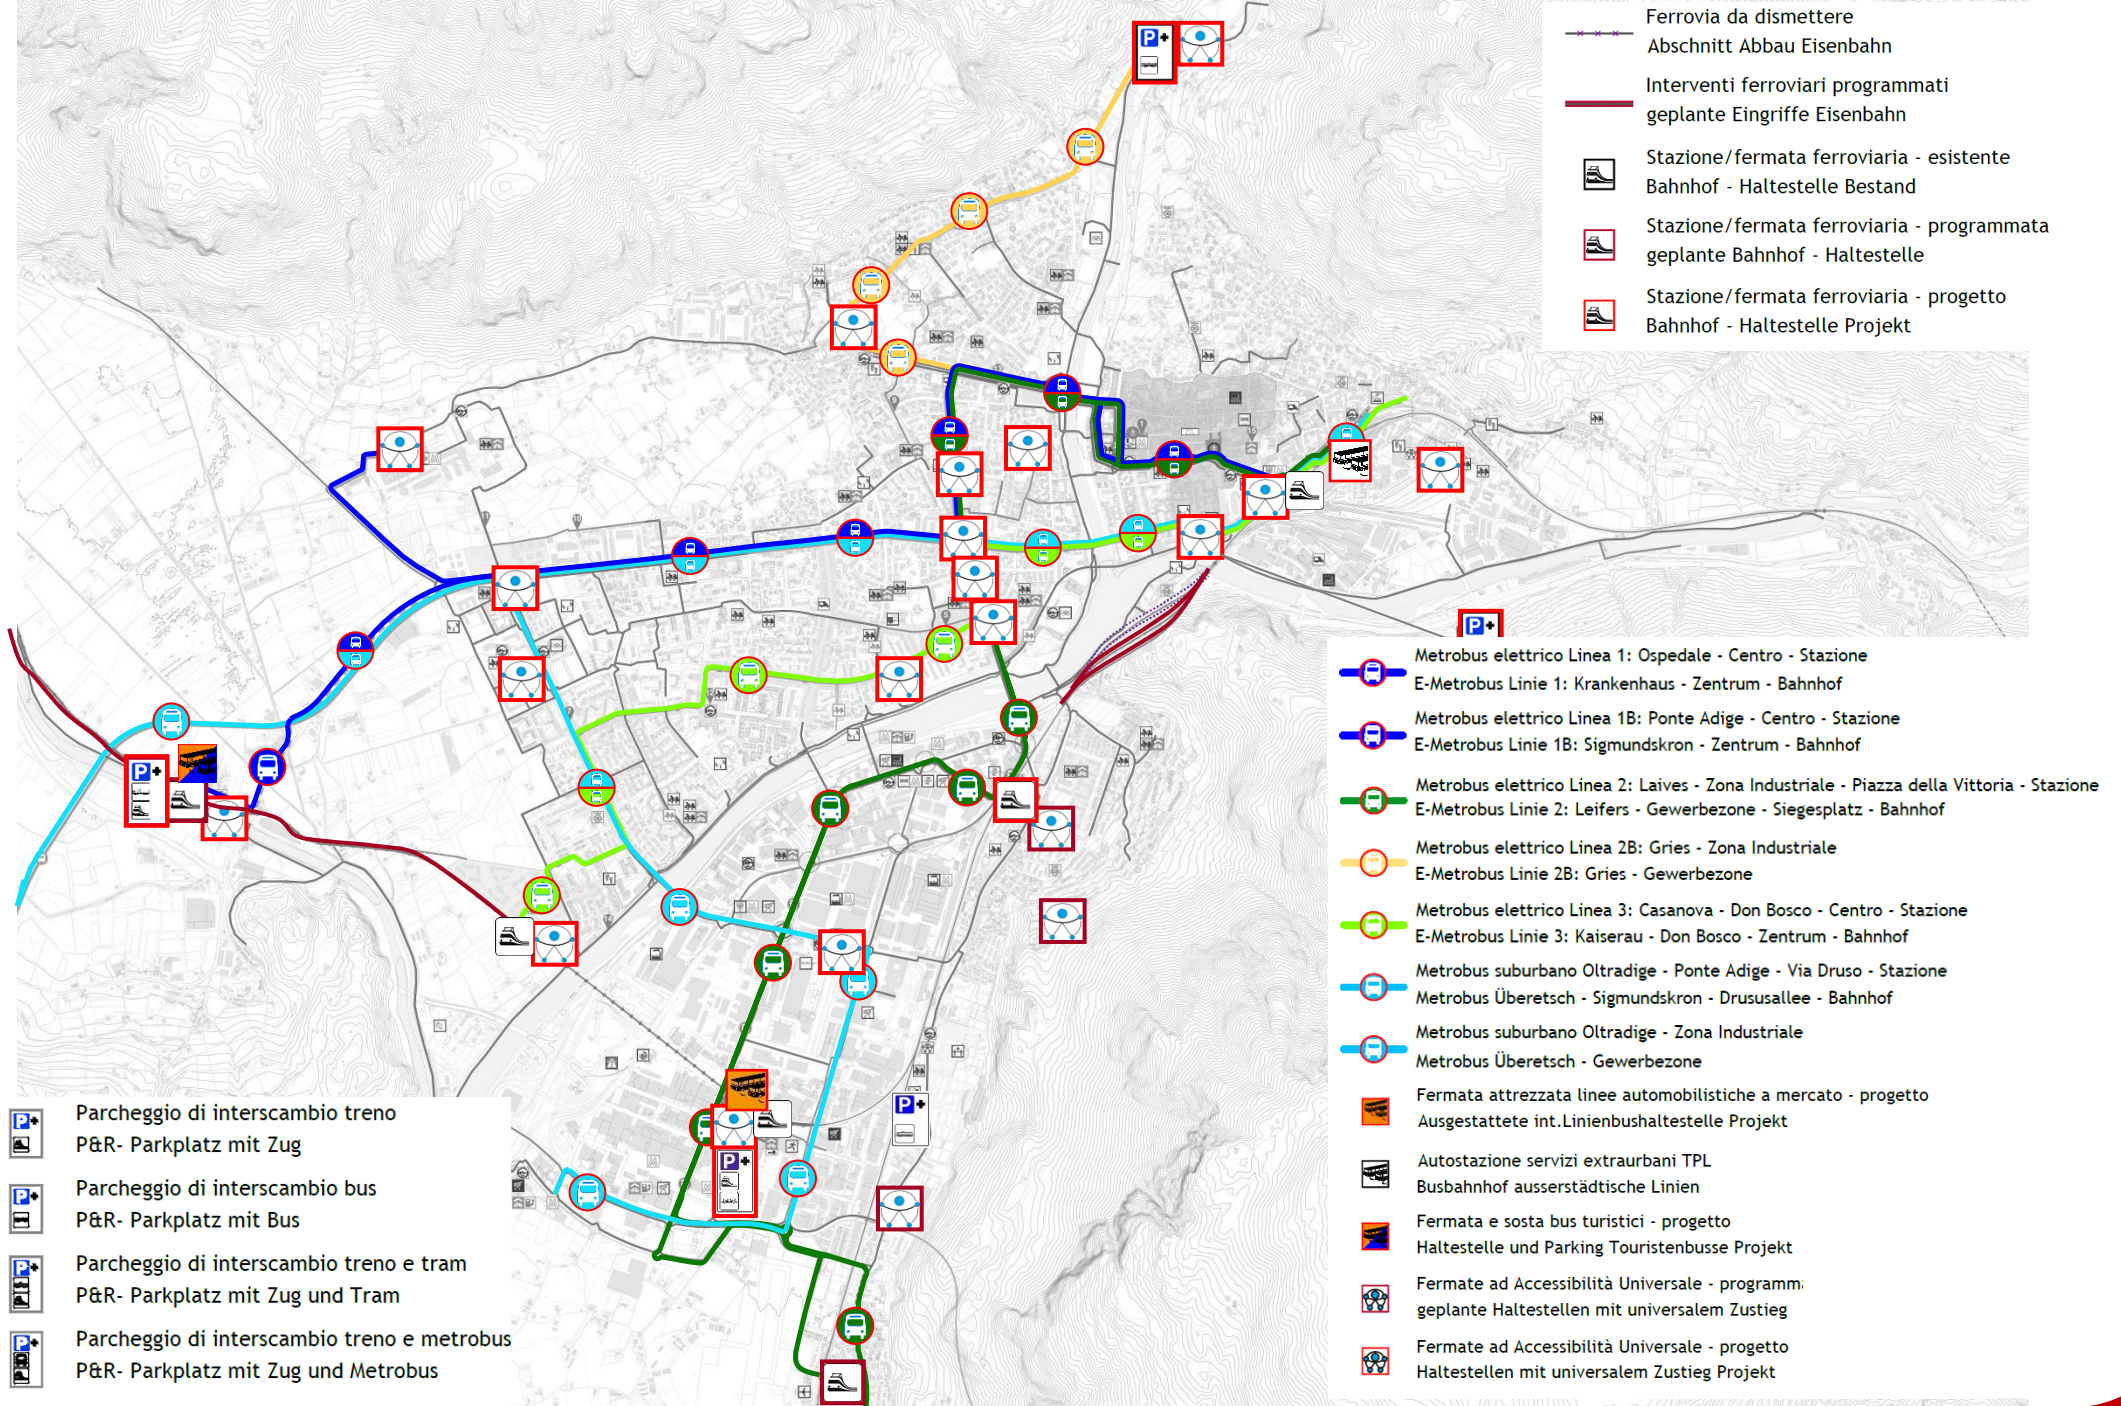 Ferrovia da dismettere
Abschnitt Abbau Eisenbahn
Interventi ferroviari programmati
geplante Eingriffe Eisenbahn
Stazione/fermata ferroviaria - esistente
Bahnhof - Haltestelle Bestand
Stazione/fermata ferroviaria - programmata
geplante Bahnhof - Haltestelle
Stazione/fermata ferroviaria - progetto
Bahnhof - Haltestelle Projekt
P+
P+
P+
P+
P+
Metrobus elettrico Linea 1: Ospedale - Centro - Stazione
E-Metrobus Linie 1: Krankenhaus - Zentrum - Bahnhof
Metrobus elettrico Linea 1B: Ponte Adige - Centro - Stazione
E-Metrobus Linie 1B: Sigmundskron - Zentrum - Bahnhof
Metrobus elettrico Linea 2: Laives - Zona Industriale - Piazza della Vittoria - Stazione
E-Metrobus Linie 2: Leifers - Gewerbezone - Siegesplatz - Bahnhof
Metrobus elettrico Linea 2B: Gries - Zona Industriale
E-Metrobus Linie 2B: Gries - Gewerbezone
Metrobus elettrico Linea 3: Casanova - Don Bosco - Centro - Stazione
E-Metrobus Linie 3: Kaiserau - Don Bosco - Zentrum - Bahnhof
Metrobus suburbano Oltradige - Ponte Adige - Via Druso - Stazione
Metrobus Überetsch - Sigmundskron - Drususallee - Bahnhof
Metrobus suburbano Oltradige - Zona Industriale
Metrobus Überetsch - Gewerbezone
Fermata attrezzata linee automobilistiche a mercato - progetto
Ausgestattete int.Linienbushaltestelle Projekt
Autostazione servizi extraurbani TPL
Busbahnhof ausserstädtische Linien
Fermata e sosta bus turistici - progetto
Haltestelle und Parking Touristenbusse Projekt
Fermate ad Accessibilità Universale - programm
geplante Haltestellen mit universalem Zustieg
Fermate ad Accessibilità Universale - progetto
Haltestellen mit universalem Zustieg Projekt
P+
Parcheggio di interscambio treno
P&R- Parkplatz mit Zug
P+
Parcheggio di interscambio bus
P&R- Parkplatz mit Bus
P+
Parcheggio di interscambio treno e tram
P&R- Parkplatz mit Zug und Tram
P+
Parcheggio di interscambio treno e metrobus
P&R- Parkplatz mit Zug und Metrobus